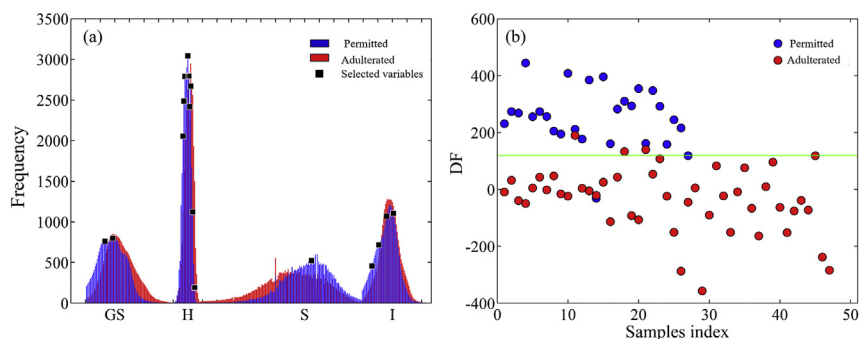 (a)
Permitted
Adulterated
Selected variables
3500
3000
2500
2000
1500
1000
500
0
Frequency
GS H S I
(b)
Permitted
Adulterated
600
400
200
0
-200
-400
DF
0 10 20 30 40 50
Samples index